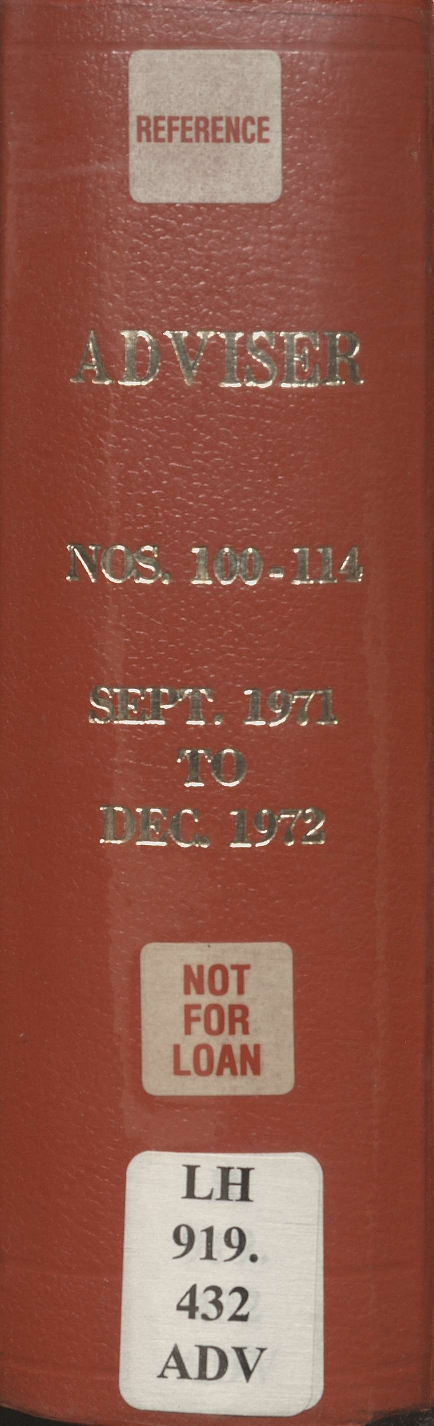 REFERENCE
ADVISER
NOS. 100-114
SEPT. 1971
TO
DEC. 1972
NOT
FOR
LOAN
LH
919.
432
ADV